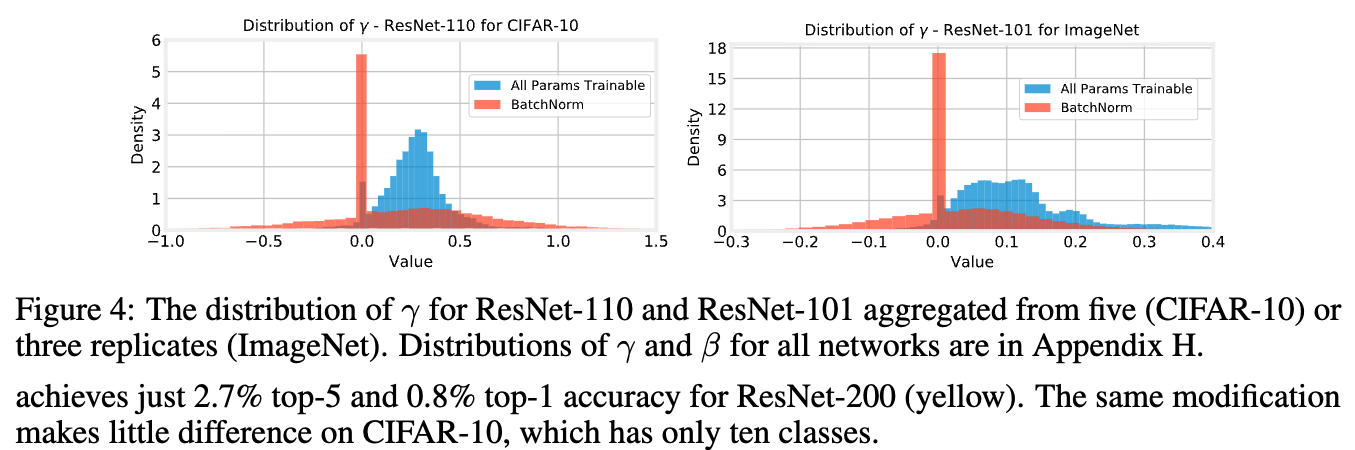 Distribution of γ - ResNet-110 for CIFAR-10
6
5
4
3
2
1
0
Density
All Params Trainable
BatchNorm
−1.0 −0.5 0.0 0.5 1.0 1.5
Value
Distribution of γ - ResNet-101 for ImageNet
18
15
12
9
6
3
0
Density
All Params Trainable
BatchNorm
−0.3 −0.2 −0.1 0.0 0.1 0.2 0.3 0.4
Value
Figure 4: The distribution of γ for ResNet-110 and ResNet-101 aggregated from five (CIFAR-10) or
three replicates (ImageNet). Distributions of γ and β for all networks are in Appendix H.
achieves just 2.7% top-5 and 0.8% top-1 accuracy for ResNet-200 (yellow). The same modification
makes little difference on CIFAR-10, which has only ten classes.